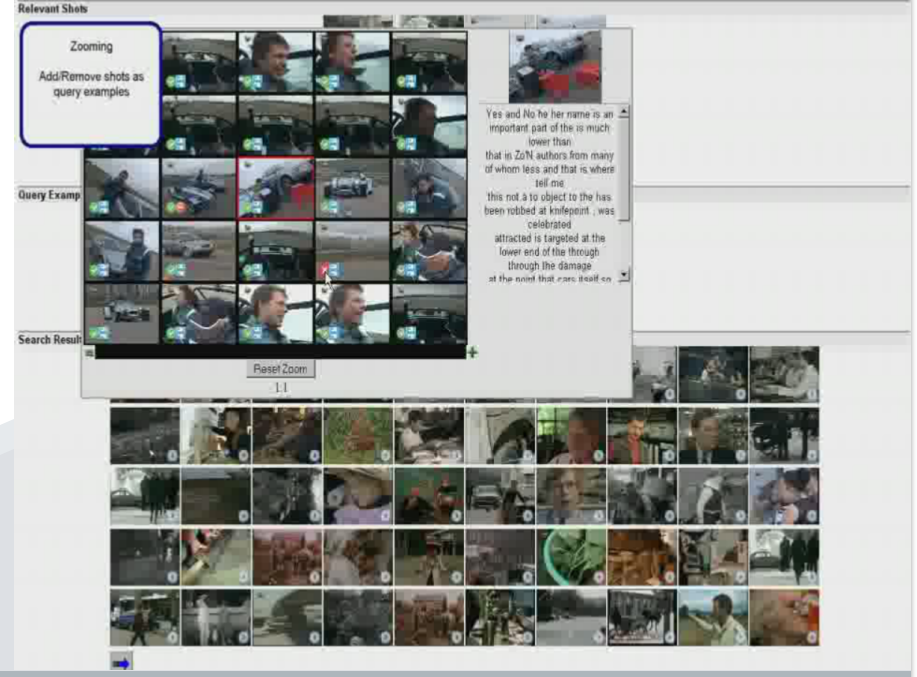 Relevant Shots
Zooming
Add/Remove shots as
query examples
Yes and No he her name is an
important part of the is much
lower than
that in Zo'N authors from many
of whom less and that is where
tell me
this not a to object to the has
been robbed at knifepoint , was
celebrated
attracted is targeted at the
lower end of the through
through the damage
at the point that cars itself so
Query Examp
Search Result
Reset Zoom
1:1